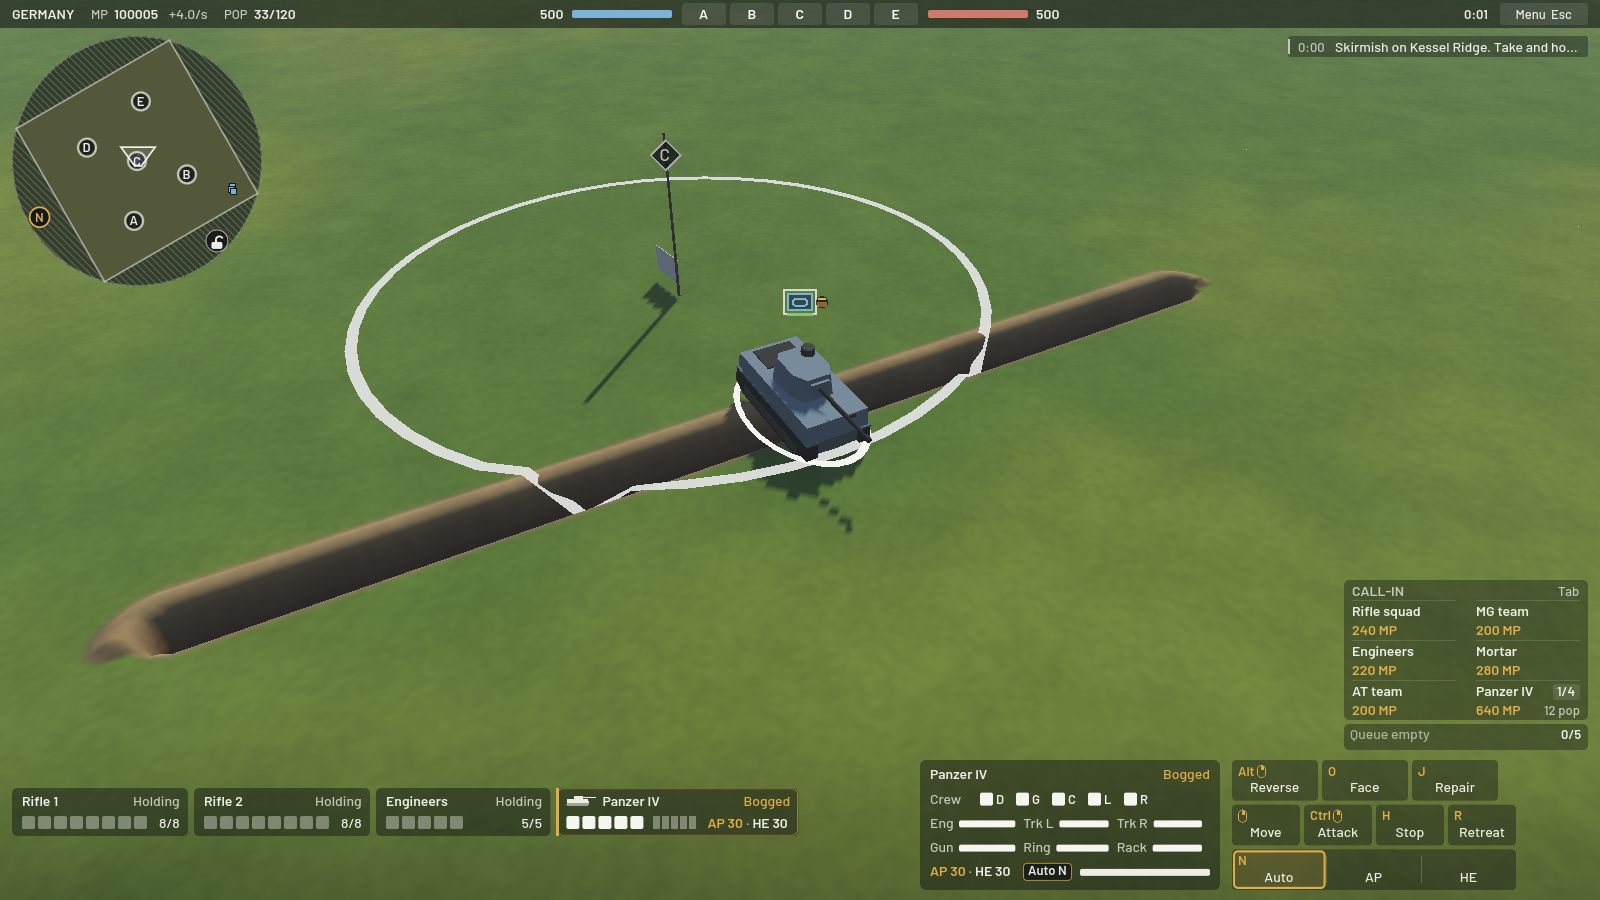 GERMANY MP 100005 +4.0/s POP 33/120 500 A B C D E 500 0:01 Menu Esc
0:00 Skirmish on Kessel Ridge. Take and ho...
E
D
C
B
N
A
C
CALL-IN Tab
Rifle squad MG team
240 MP 200 MP
Engineers Mortar
220 MP 280 MP
AT team Panzer IV 1/4
200 MP 640 MP 12 pop
Queue empty 0/5
Rifle 1 Holding
8/8
Rifle 2 Holding
8/8
Engineers Holding
5/5
Panzer IV Bogged
AP 30 · HE 30
Panzer IV Bogged
Crew D G C L R
Eng Trk L Trk R
Gun Ring Rack
AP 30 · HE 30 Auto N
Alt O J
Reverse Face Repair
Ctrl H R
Move Attack Stop Retreat
N
Auto AP HE